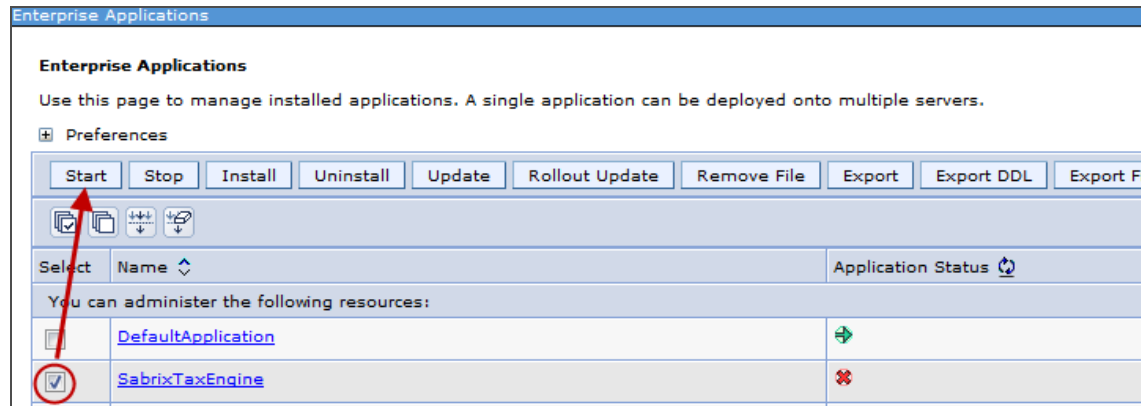 Enterprise Applications
Enterprise Applications
Use this page to manage installed applications. A single application can be deployed onto multiple servers.
Preferences
Start Stop Install Uninstall Update Rollout Update Remove File Export Export DDL Export F
Select Name Application Status
You can administer the following resources:
DefaultApplication
SabrixTaxEngine